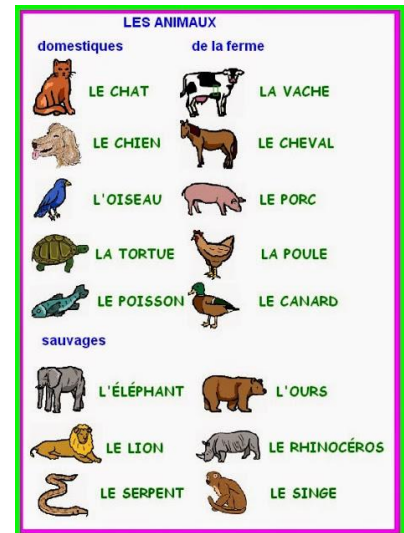 LES ANIMAUX
domestiques de la ferme
LE CHAT LA VACHE
LE CHIEN LE CHEVAL
L'OISEAU LE PORC
LA TORTUE LA POULE
LE POISSON LE CANARD
sauvages
L'ÉLÉPHANT L'OURS
LE LION LE RHINOCÉROS
LE SERPENT LE SINGE